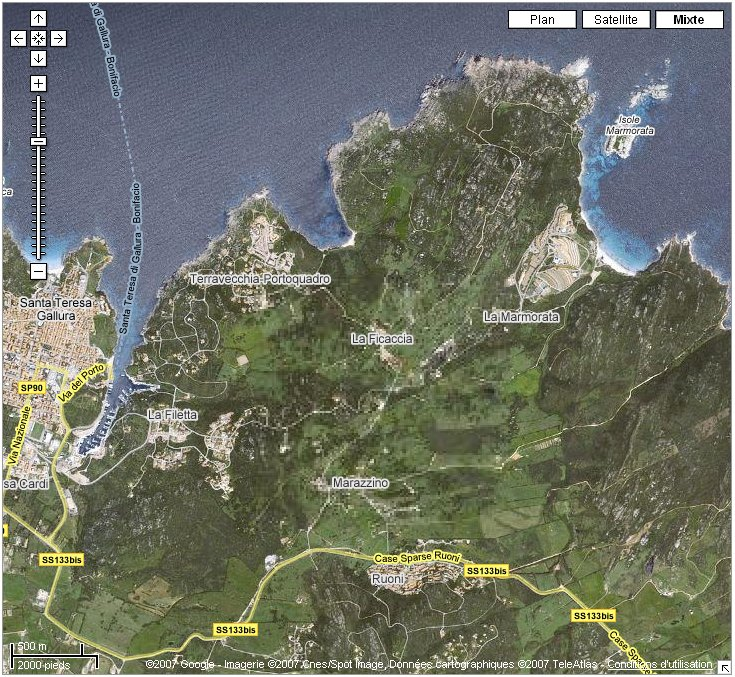 Plan
Satellite
Mixte
di Gallura - Bonifacio
Isole
Marmorata
ca
Santa Teresa di Gallura - Bonifacio
Terravecchia-Portoquadro
Santa Teresa
Gallura
La Marmorata
La Ficaccia
SP90
Via del Porto
La Filetta
Via Nazionale
sa Cardi
Marazzino
SS133bis
Case Sparse Ruoni
SS133bis
Ruoni
SS133bis
SS133bis
Case Sparse
500 m
2000 pieds
©2007 Google - Imagerie ©2007 Cnes/Spot Image, Données cartographiques ©2007 TeleAtlas - Conditions d'utilisation